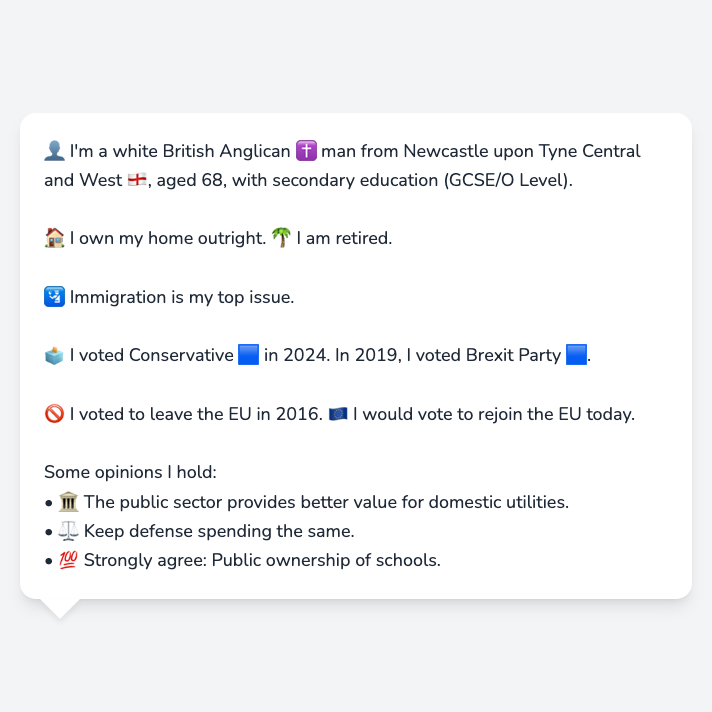 👤 I'm a white British Anglican ✝️ man from Newcastle upon Tyne Central
and West 🏴󠁧󠁢󠁥󠁮󠁧󠁿, aged 68, with secondary education (GCSE/O Level).
🏠 I own my home outright. 🌴 I am retired.
🛂 Immigration is my top issue.
🗳️ I voted Conservative 🟦 in 2024. In 2019, I voted Brexit Party 🟦.
🚫 I voted to leave the EU in 2016. 🇪🇺 I would vote to rejoin the EU today.
Some opinions I hold:
• 🏛️ The public sector provides better value for domestic utilities.
• ⚖️ Keep defense spending the same.
• 💯 Strongly agree: Public ownership of schools.